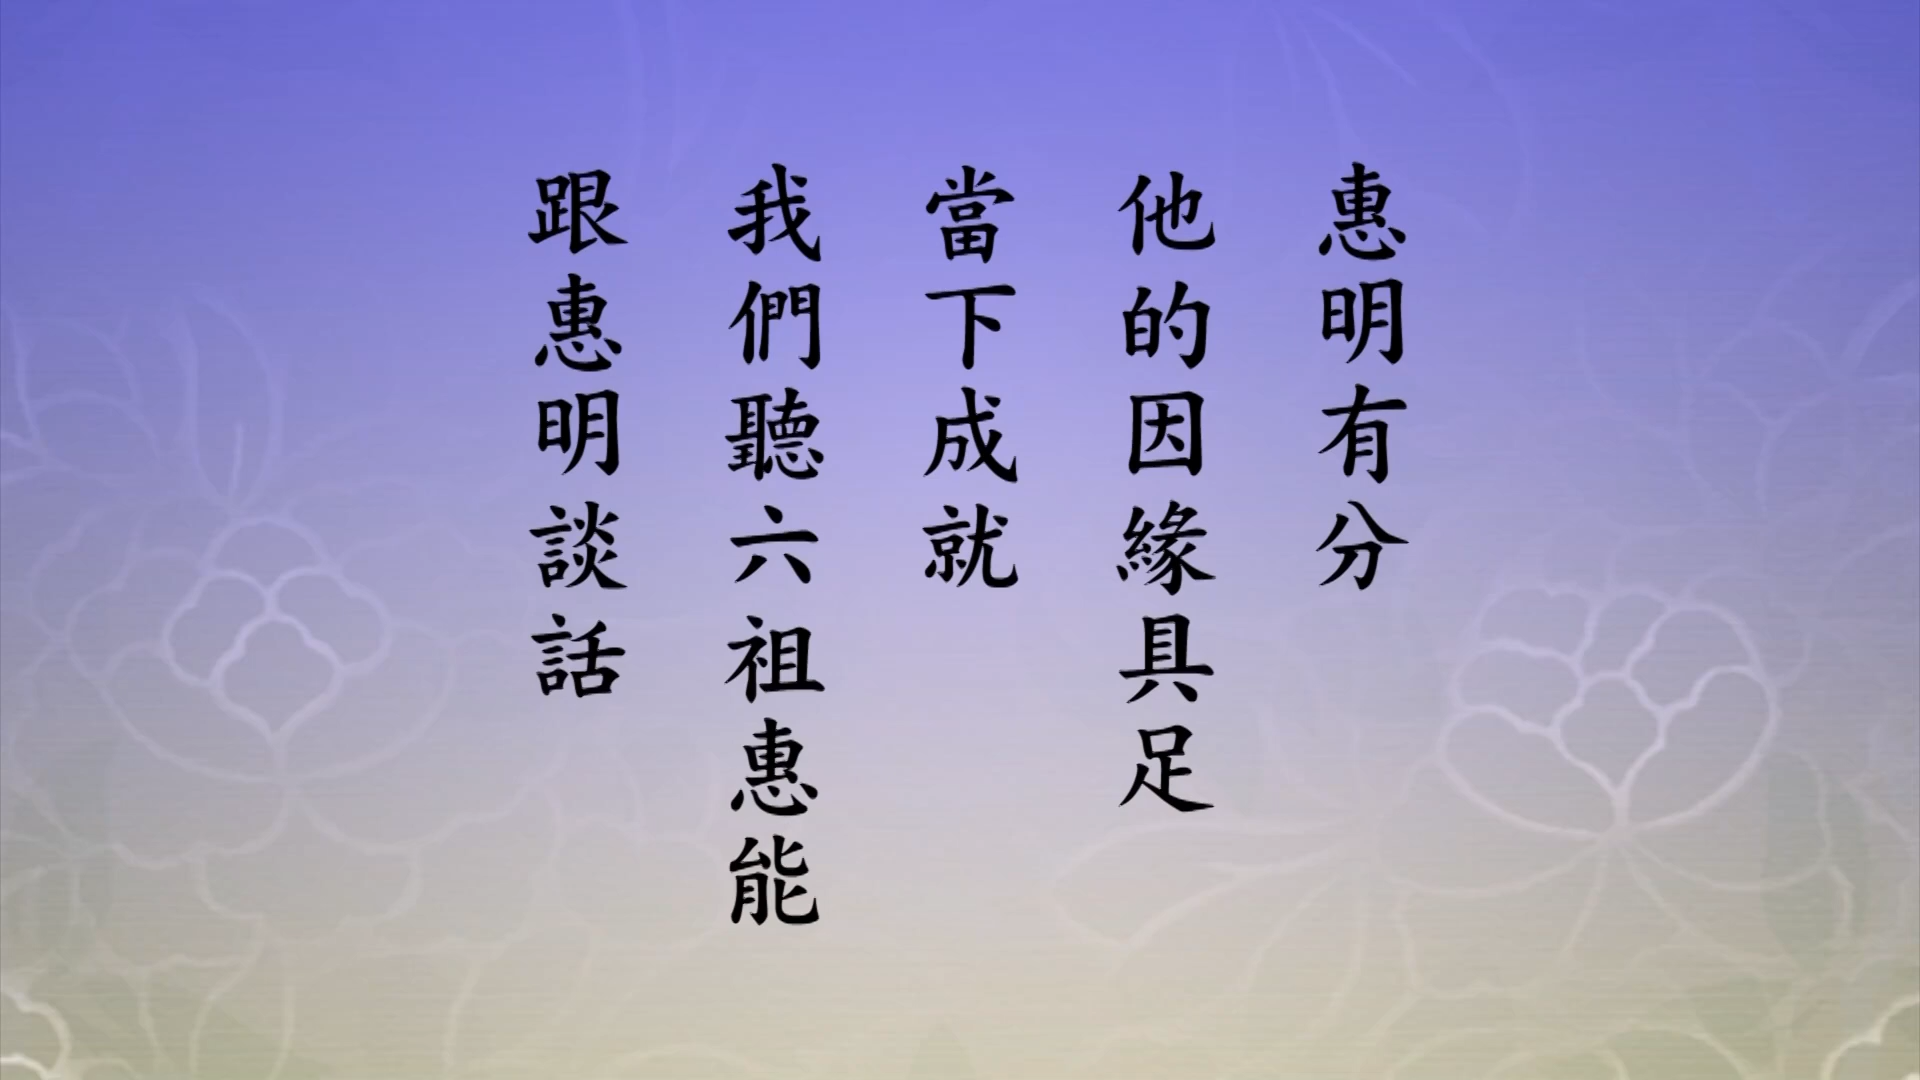 惠明有分
他的因緣具足
當下成就
我們聽六祖惠能
跟惠明談話